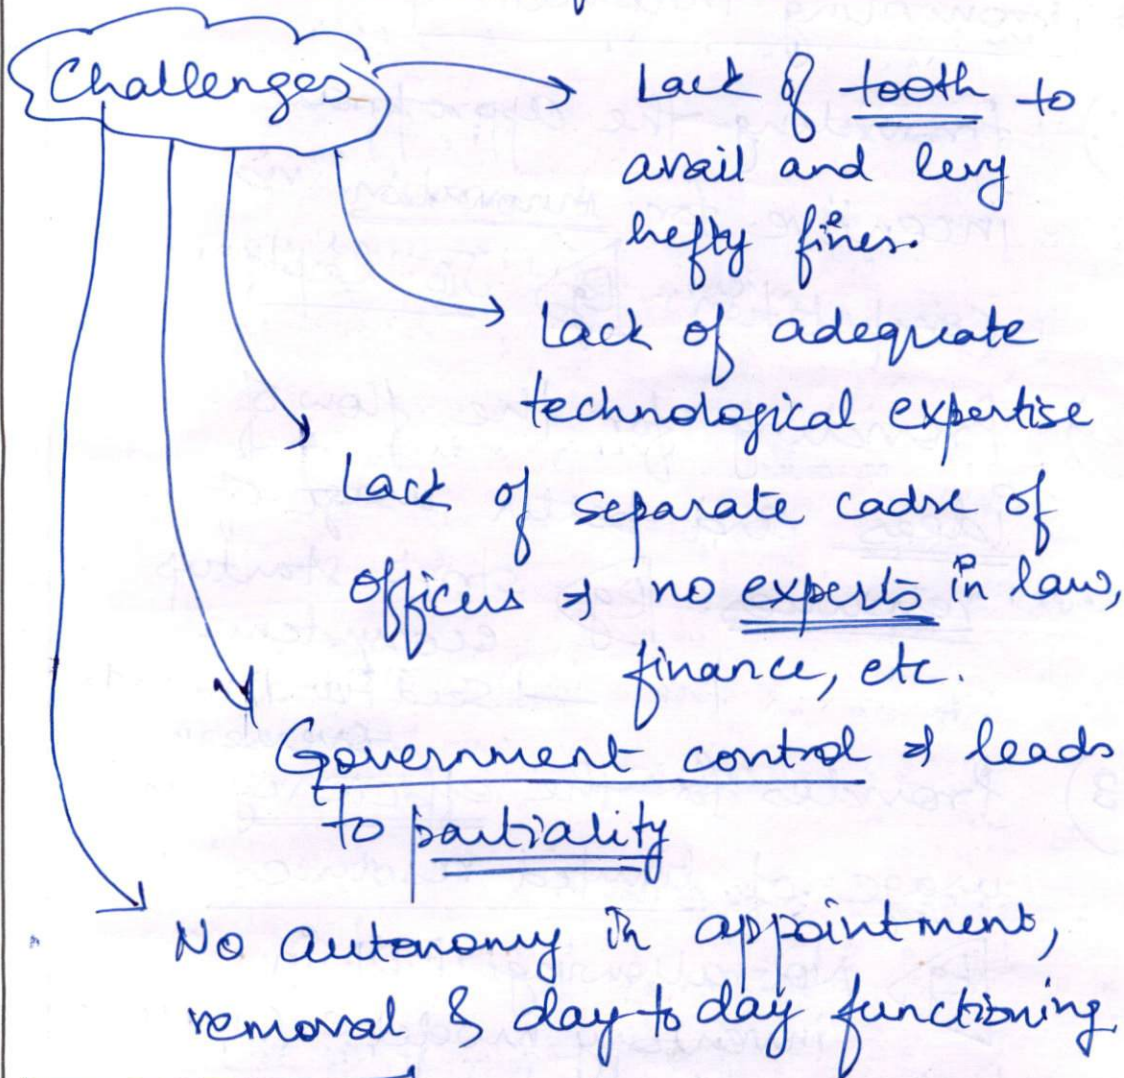 Challenges
Lack of tooth to
avail and levy
hefty fines.
Lack of adequate
technological expertise
Lack of separate cadre of
officers & no experts in law,
finance, etc.
Government control & leads
to partiality
No autonomy in appointment,
removal & day to day functioning